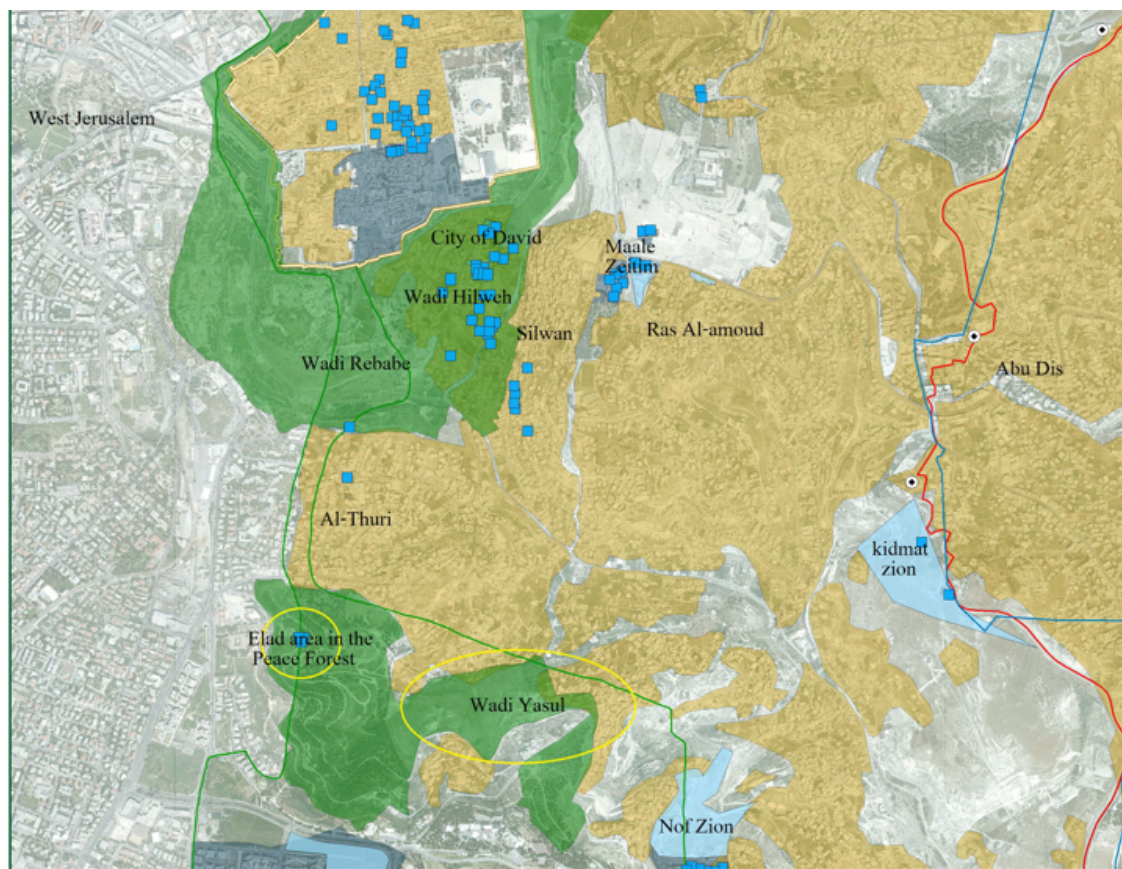 West Jerusalem
City of David
Maale
Zeitim
Wadi Hilweh
Silwan
Ras Al-amoud
Wadi Rebabe
Abu Dis
Al-Thuri
kidmat
zion
Elad area in the
Peace Forest
Wadi Yasul
Nof Zion